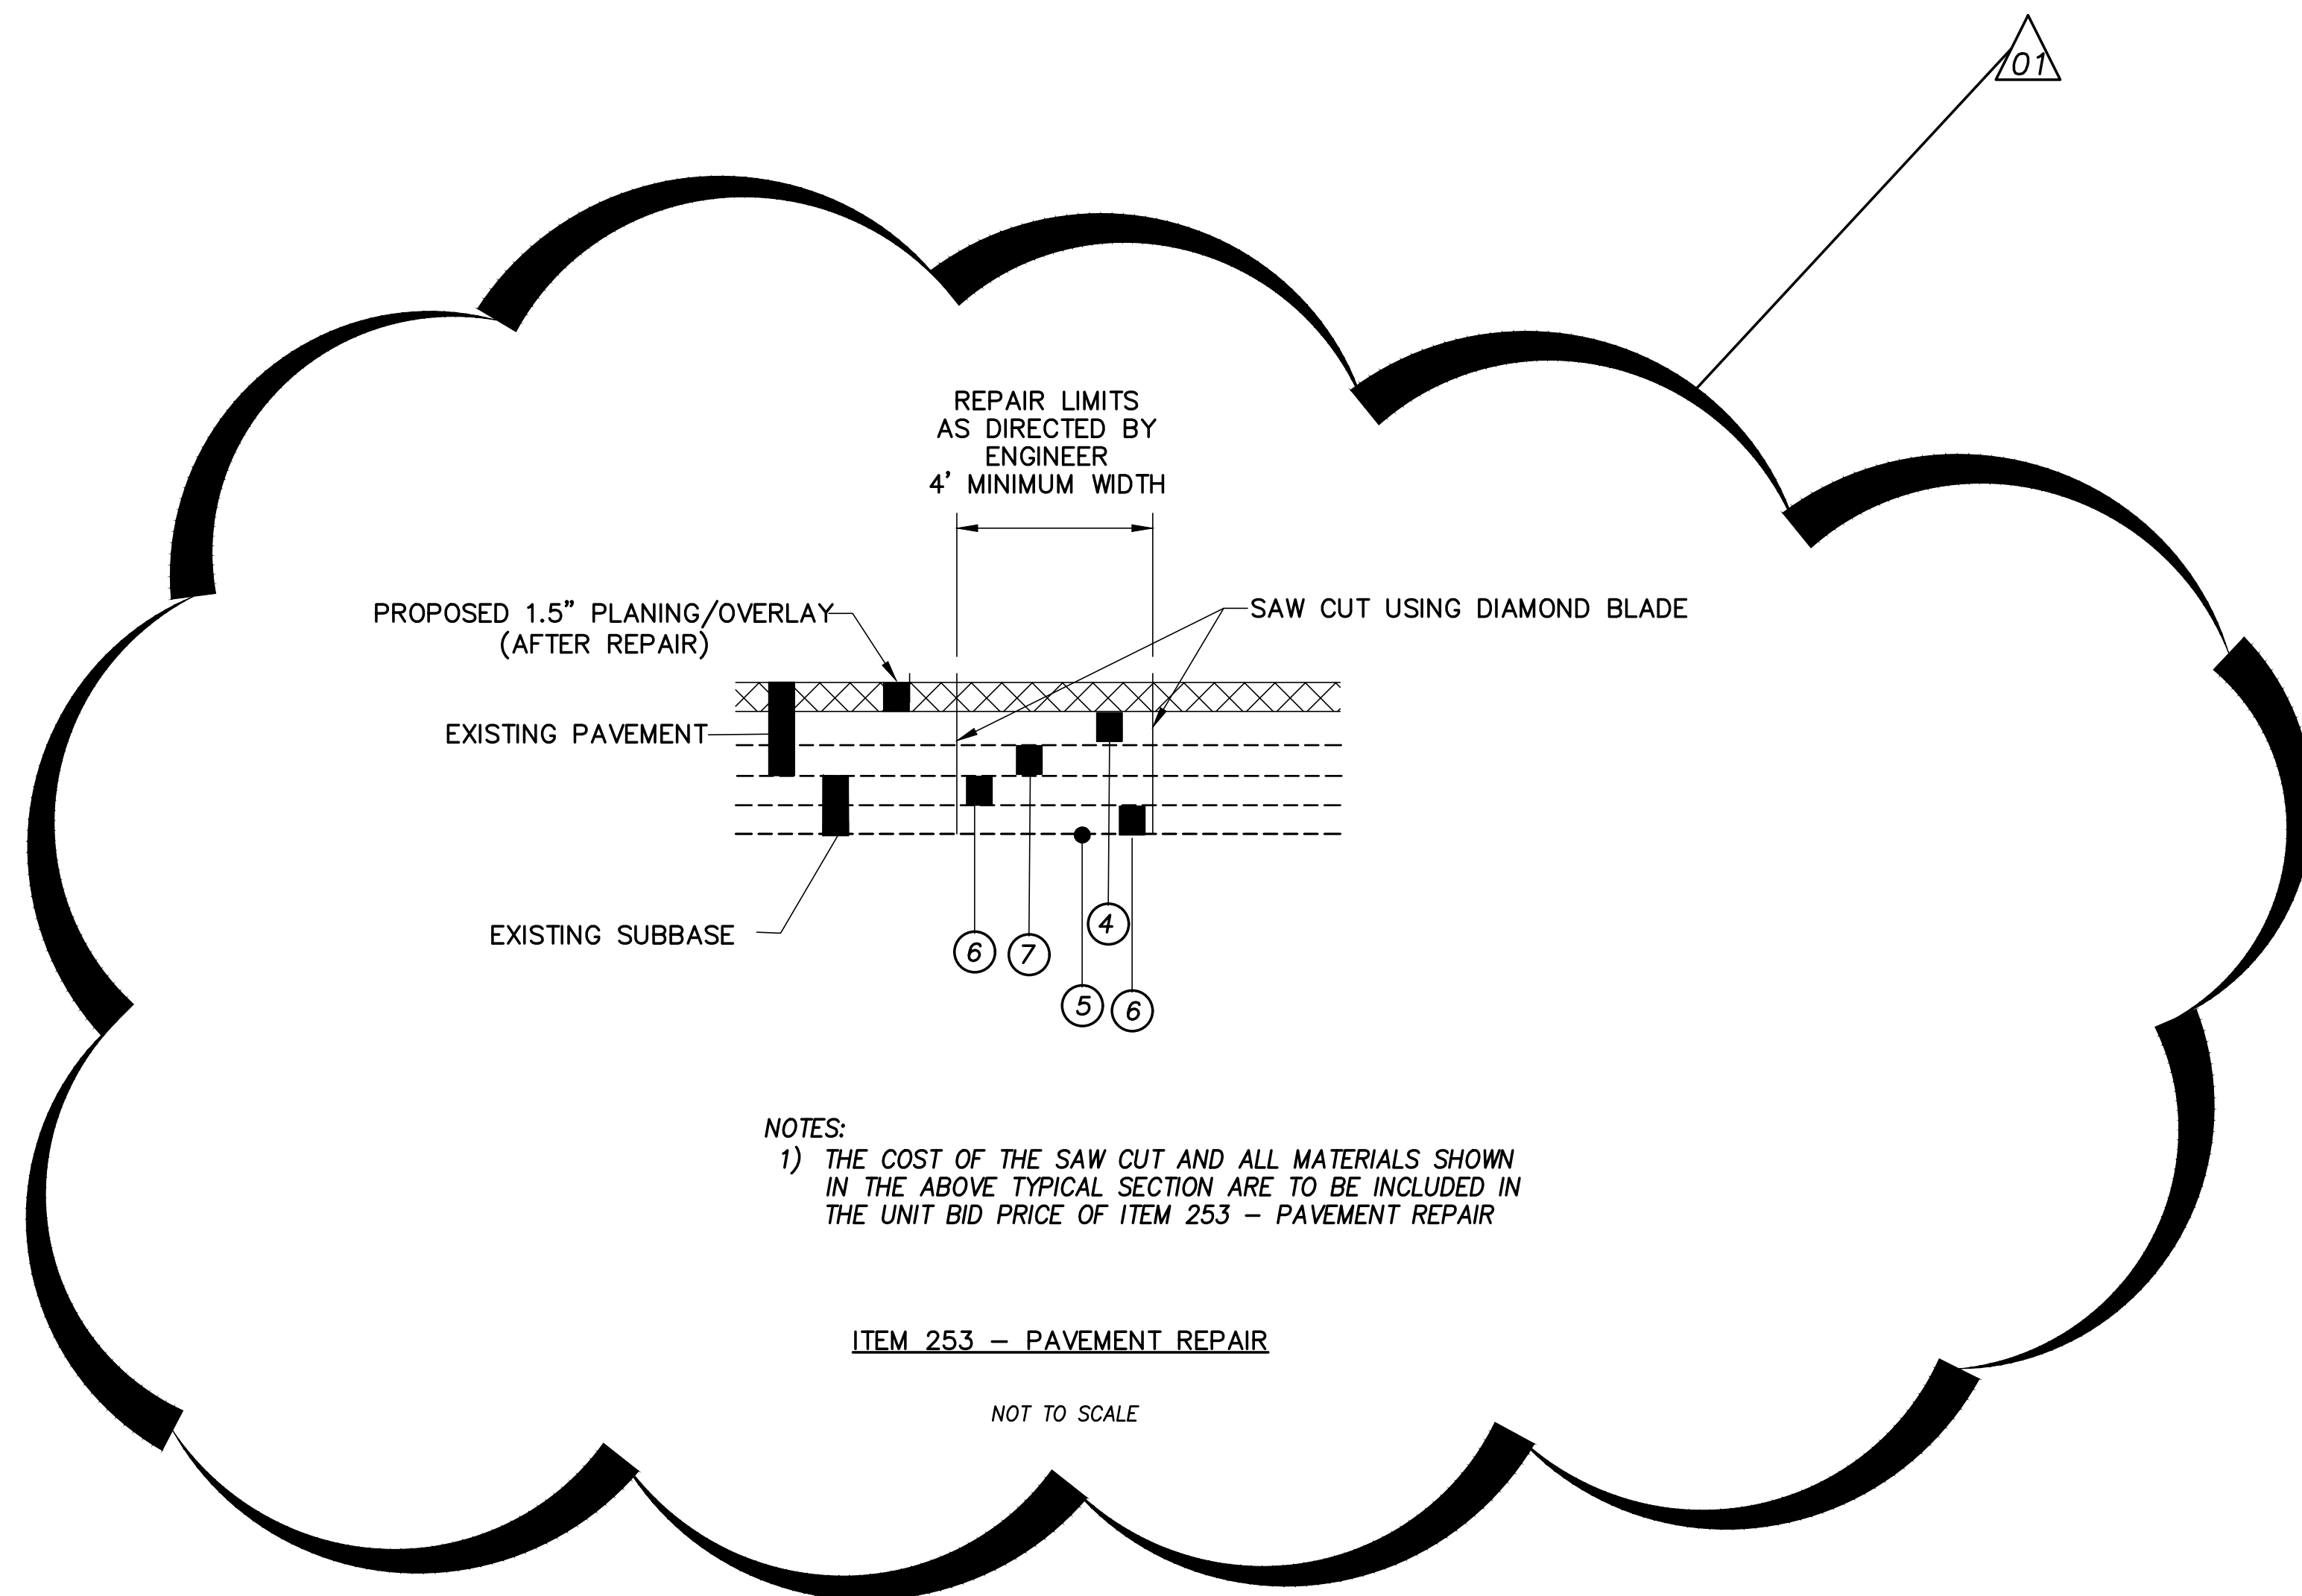 01
REPAIR LIMITS
AS DIRECTED BY
ENGINEER
4' MINIMUM WIDTH
PROPOSED 1.5" PLANING/OVERLAY
(AFTER REPAIR)
SAW CUT USING DIAMOND BLADE
EXISTING PAVEMENT
EXISTING SUBBASE
4
6
7
5
6
NOTES:
1) THE COST OF THE SAW CUT AND ALL MATERIALS SHOWN
IN THE ABOVE TYPICAL SECTION ARE TO BE INCLUDED IN
THE UNIT BID PRICE OF ITEM 253 – PAVEMENT REPAIR
ITEM 253 – PAVEMENT REPAIR
NOT TO SCALE